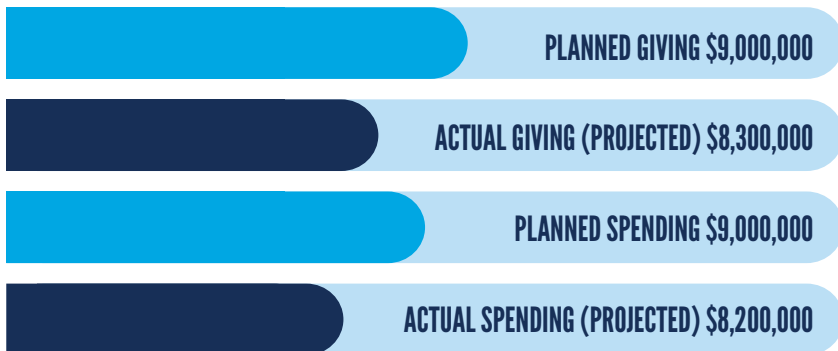 PLANNED GIVING $9,000,000
ACTUAL GIVING (PROJECTED) $8,300,000
PLANNED SPENDING $9,000,000
ACTUAL SPENDING (PROJECTED) $8,200,000